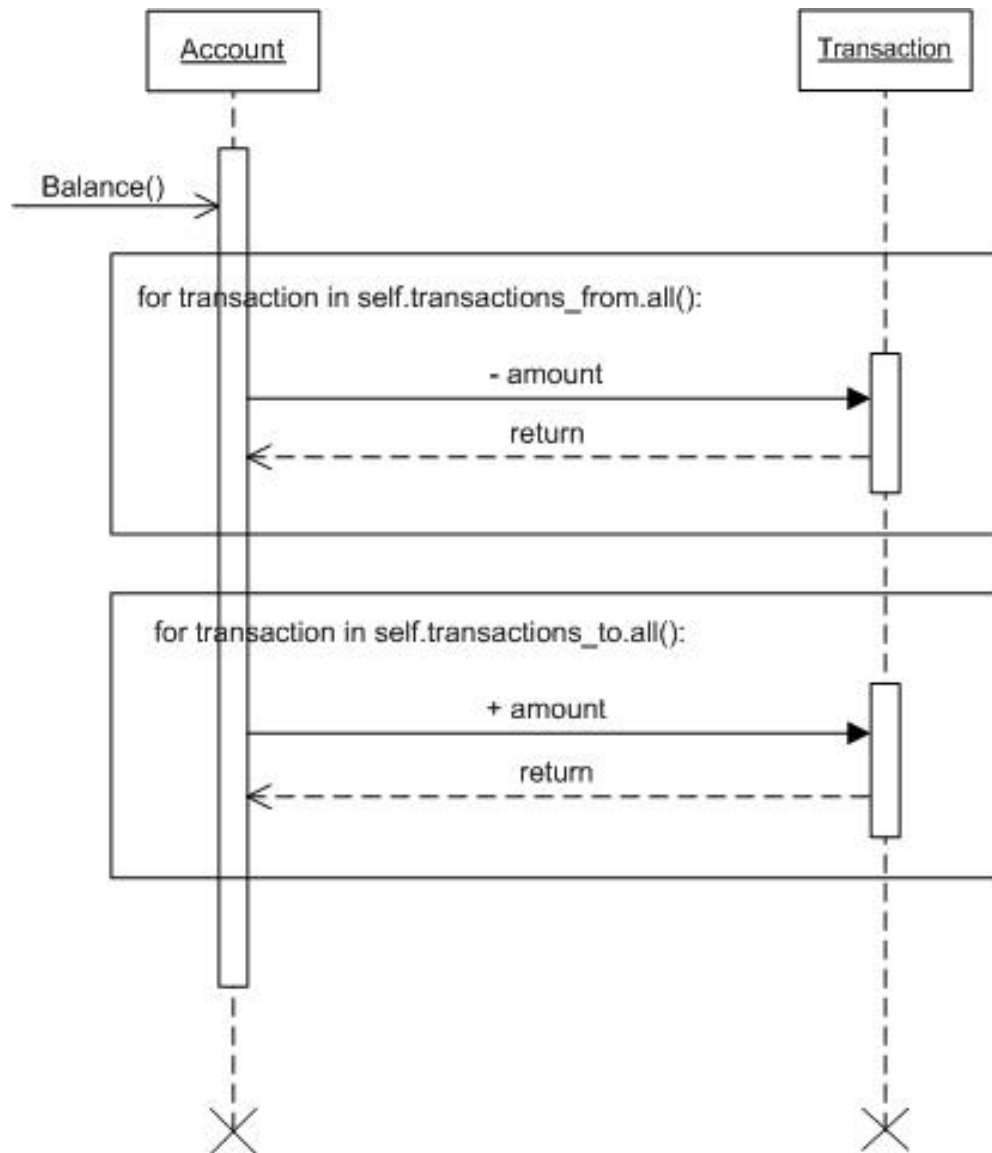 Account
Transaction
Balance()
for transaction in self.transactions_from.all():
- amount
return
for transaction in self.transactions_to.all():
+ amount
return